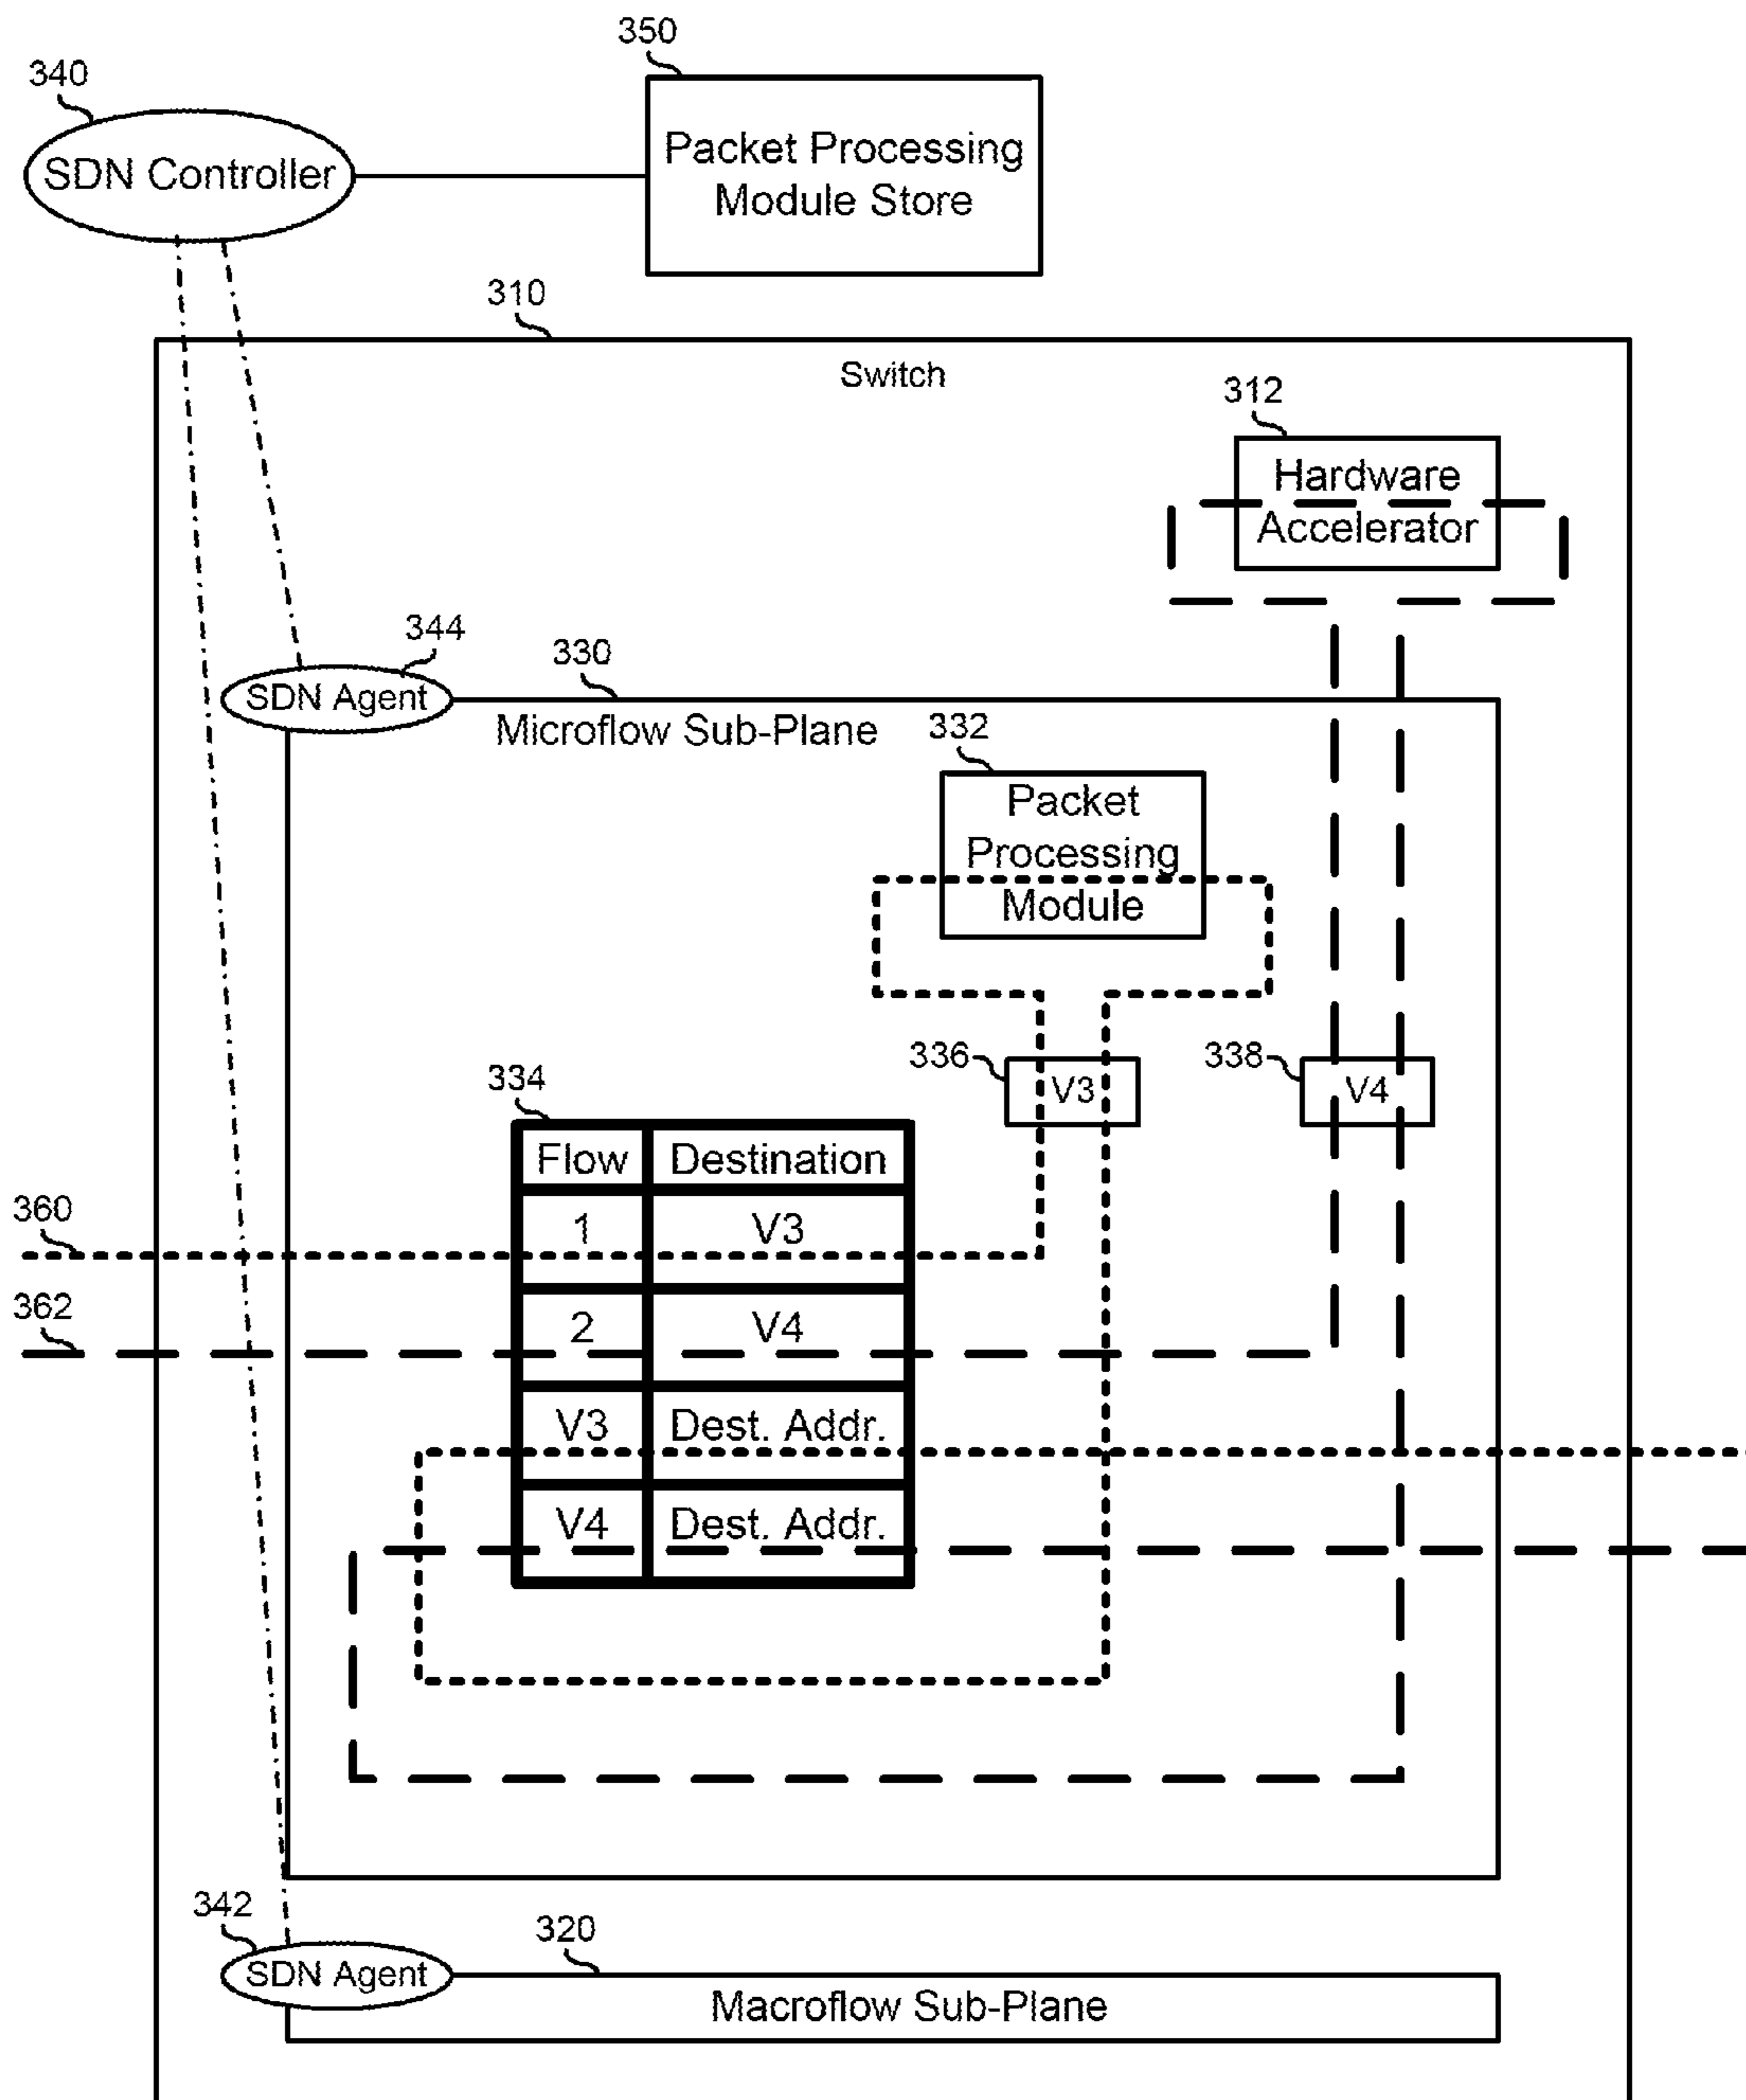 350
340
SDN Controller
Packet Processing
Module Store
310
Switch
312
Hardware
Accelerator
344
330
SDN Agent
Microflow Sub-Plane
332
Packet
Processing
Module
336
V3
338
V4
334
Flow Destination
360
1 V3
362
2 V4
V3 Dest. Addr.
V4 Dest. Addr.
342
320
SDN Agent
Macroflow Sub-Plane